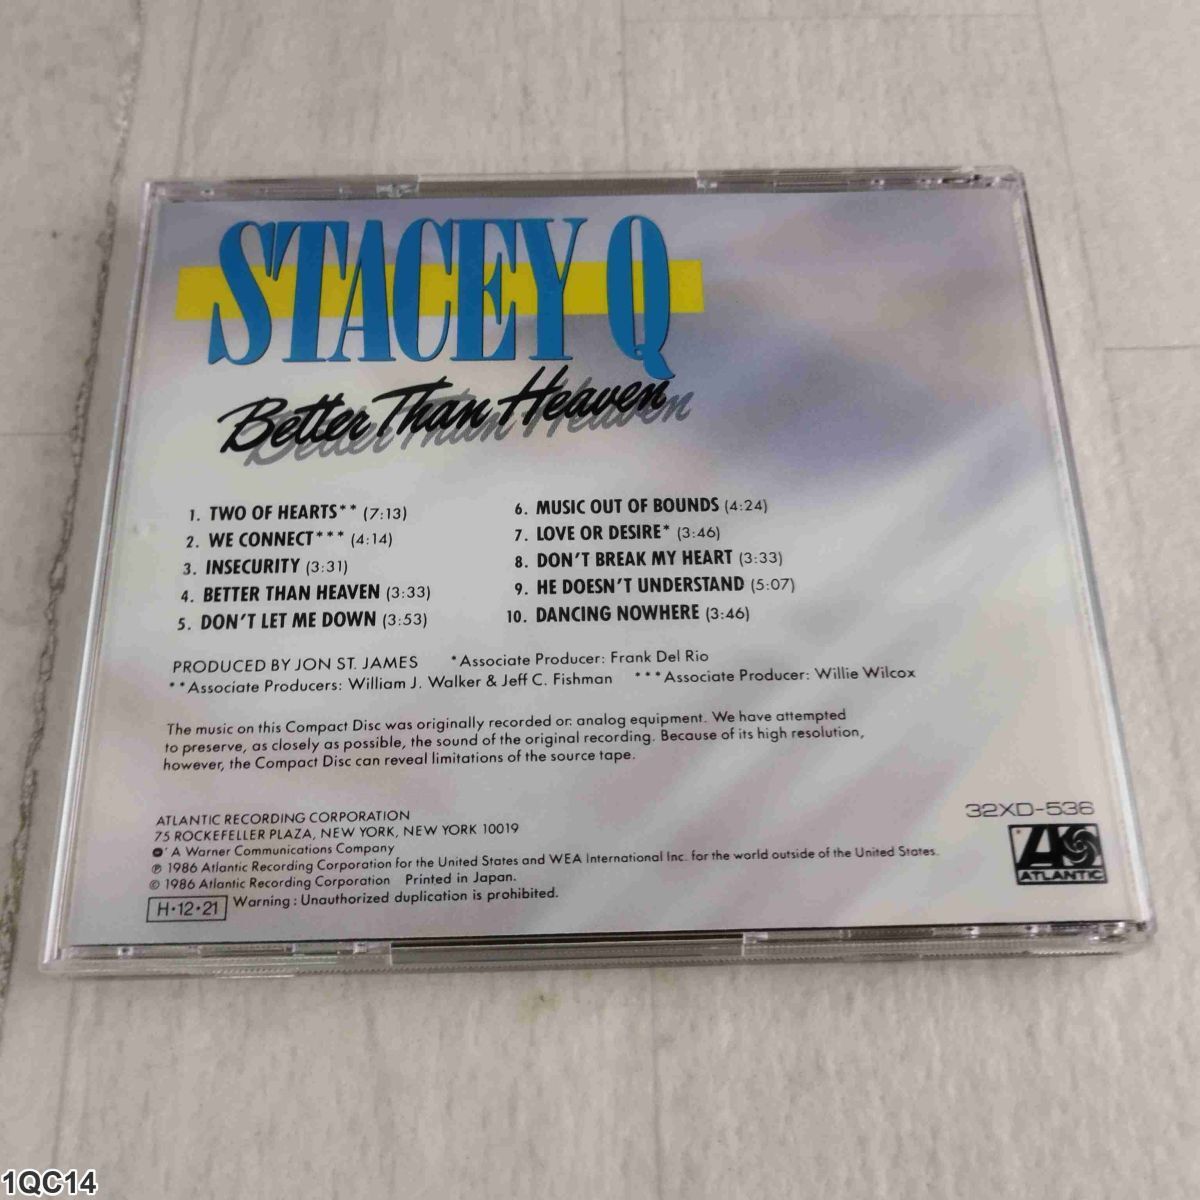 STACEY Q
Better Than Heaven
1. TWO OF HEARTS** (7:13)
2. WE CONNECT*** (4:14)
3. INSECURITY (3:31)
4. BETTER THAN HEAVEN (3:33)
5. DON'T LET ME DOWN (3:53)
6. MUSIC OUT OF BOUNDS (4:24)
7. LOVE OR DESIRE* (3:46)
8. DON'T BREAK MY HEART (3:33)
9. HE DOESN'T UNDERSTAND (5:07)
10. DANCING NOWHERE (3:46)
PRODUCED BY JON ST. JAMES *Associate Producer: Frank Del Rio
**Associate Producers: William J. Walker & Jeff C. Fishman ***Associate Producer: Willie Wilcox
The music on this Compact Disc was originally recorded on analog equipment. We have attempted
to preserve, as closely as possible, the sound of the original recording. Because of its high resolution,
however, the Compact Disc can reveal limitations of the source tape.
ATLANTIC RECORDING CORPORATION
75 ROCKEFELLER PLAZA, NEW YORK, NEW YORK 10019
A Warner Communications Company
℗ 1986 Atlantic Recording Corporation for the United States and WEA International Inc. for the world outside of the United States.
© 1986 Atlantic Recording Corporation Printed in Japan.
H・12・21 Warning: Unauthorized duplication is prohibited.
32XD-536
ATLANTIC
1QC14